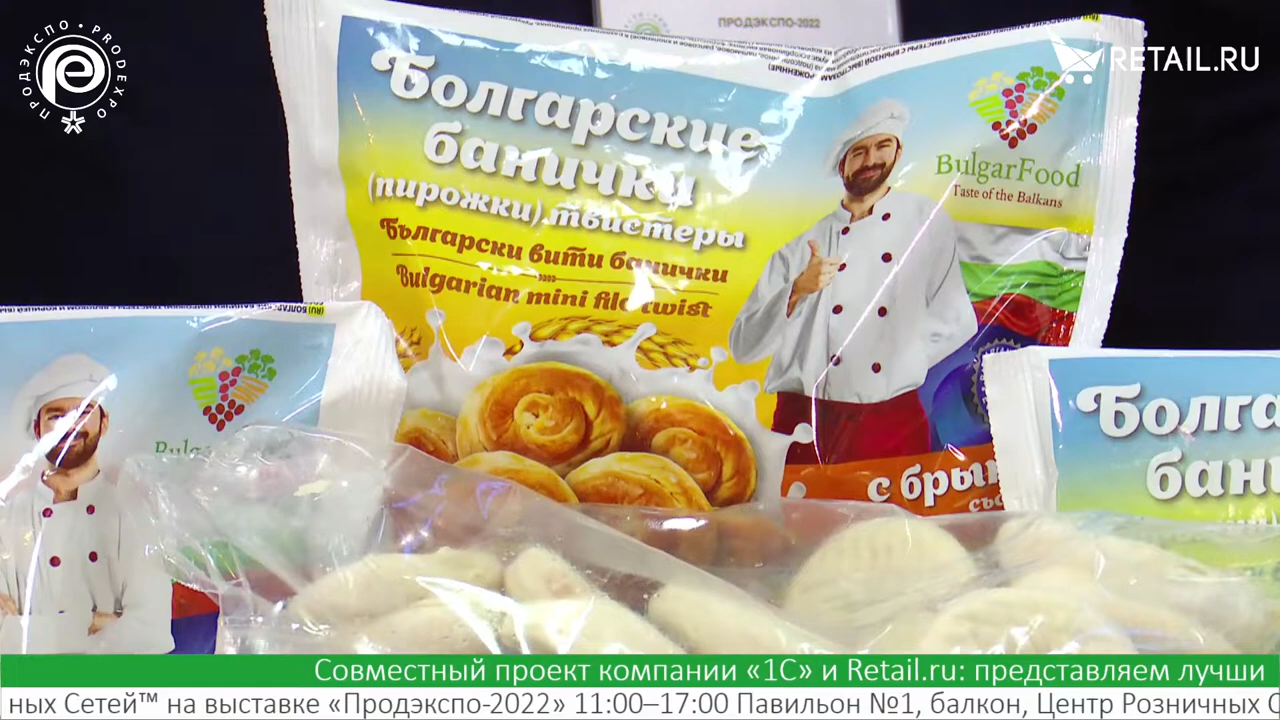 ПРОДЭКСПО PRODEXPO
ПРОДЭКСПО-2022
RETAIL.RU
Болгарские
банички
(пирожки).твистеры
Български вити банички
Bulgarian mini filo twist
BulgarFood
Taste of the Balkans
с бры
Болга
бани
Совместный проект компании «1С» и Retail.ru: представляем лучши
ных Сетей™ на выставке «Продэкспо-2022» 11:00–17:00 Павильон №1, балкон, Центр Розничных С